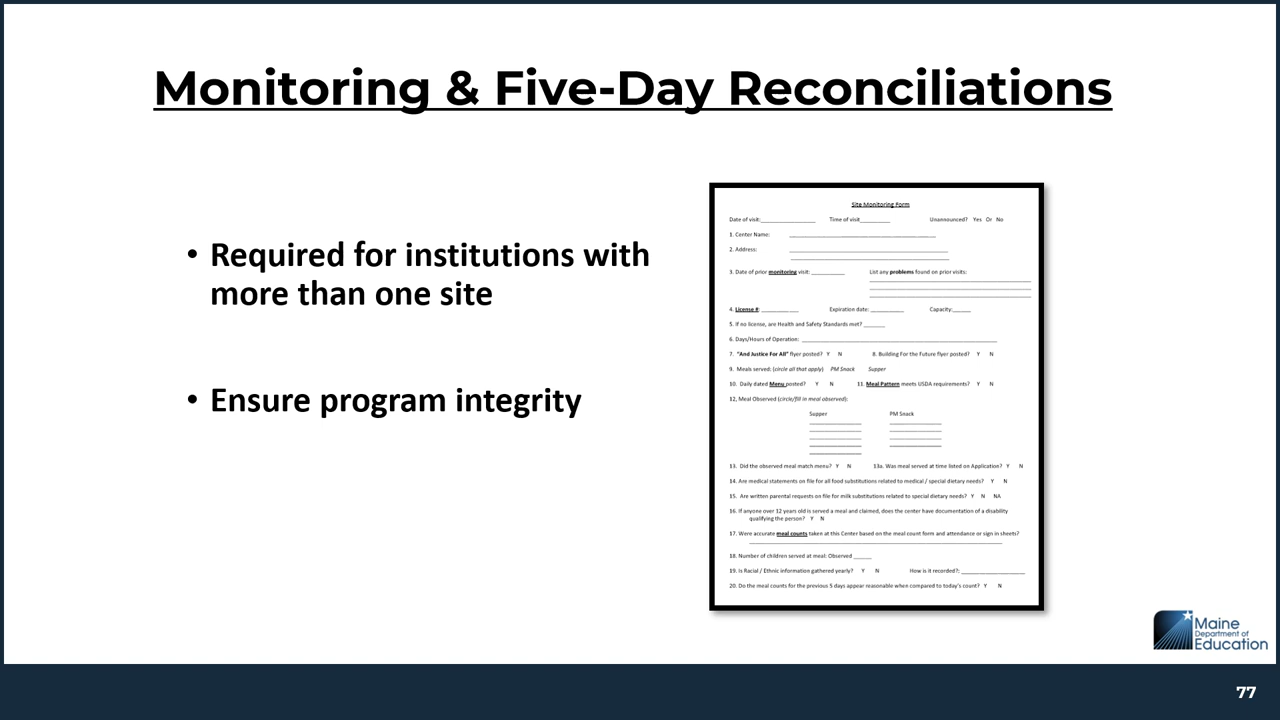 Monitoring & Five-Day Reconciliations
• Required for institutions with
more than one site
• Ensure program integrity
Site Monitoring Form
Date of visit:__________________ Time of visit__________ Unannounced? Yes Or No
1. Center Name: ______________________________
2. Address: ______________________________
______________________________
3. Date of prior monitoring visit: ___________ List any problems found on prior visits:
4. License #: ____________ Expiration date: ___________ Capacity:______
5. If no license, are Health and Safety Standards met? _______
6. Days/Hours of Operation: ______________________________
7. "And Justice For All" flyer posted? Y N 8. Building For the Future flyer posted? Y N
9. Meals served: (circle all that apply) PM Snack Supper
10. Daily dated Menu posted? Y N 11. Meal Pattern meets USDA requirements? Y N
12, Meal Observed (circle/fill in meal observed):
Supper PM Snack
13. Did the observed meal match menu? Y N 13a. Was meal served at time listed on Application? Y N
14. Are medical statements on file for all food substitutions related to medical / special dietary needs? Y N
15. Are written parental requests on file for milk substitutions related to special dietary needs? Y N NA
16. If anyone over 12 years old is served a meal and claimed, does the center have documentation of a disability
qualifying the person? Y N
17. Were accurate meal counts taken at this Center based on the meal count form and attendance or sign in sheets?
18. Number of children served at meal: Observed ______
19. Is Racial / Ethnic information gathered yearly? Y N How is it recorded?: ____________________
20. Do the meal counts for the previous 5 days appear reasonable when compared to today's count? Y N
Maine
Department of
Education
77